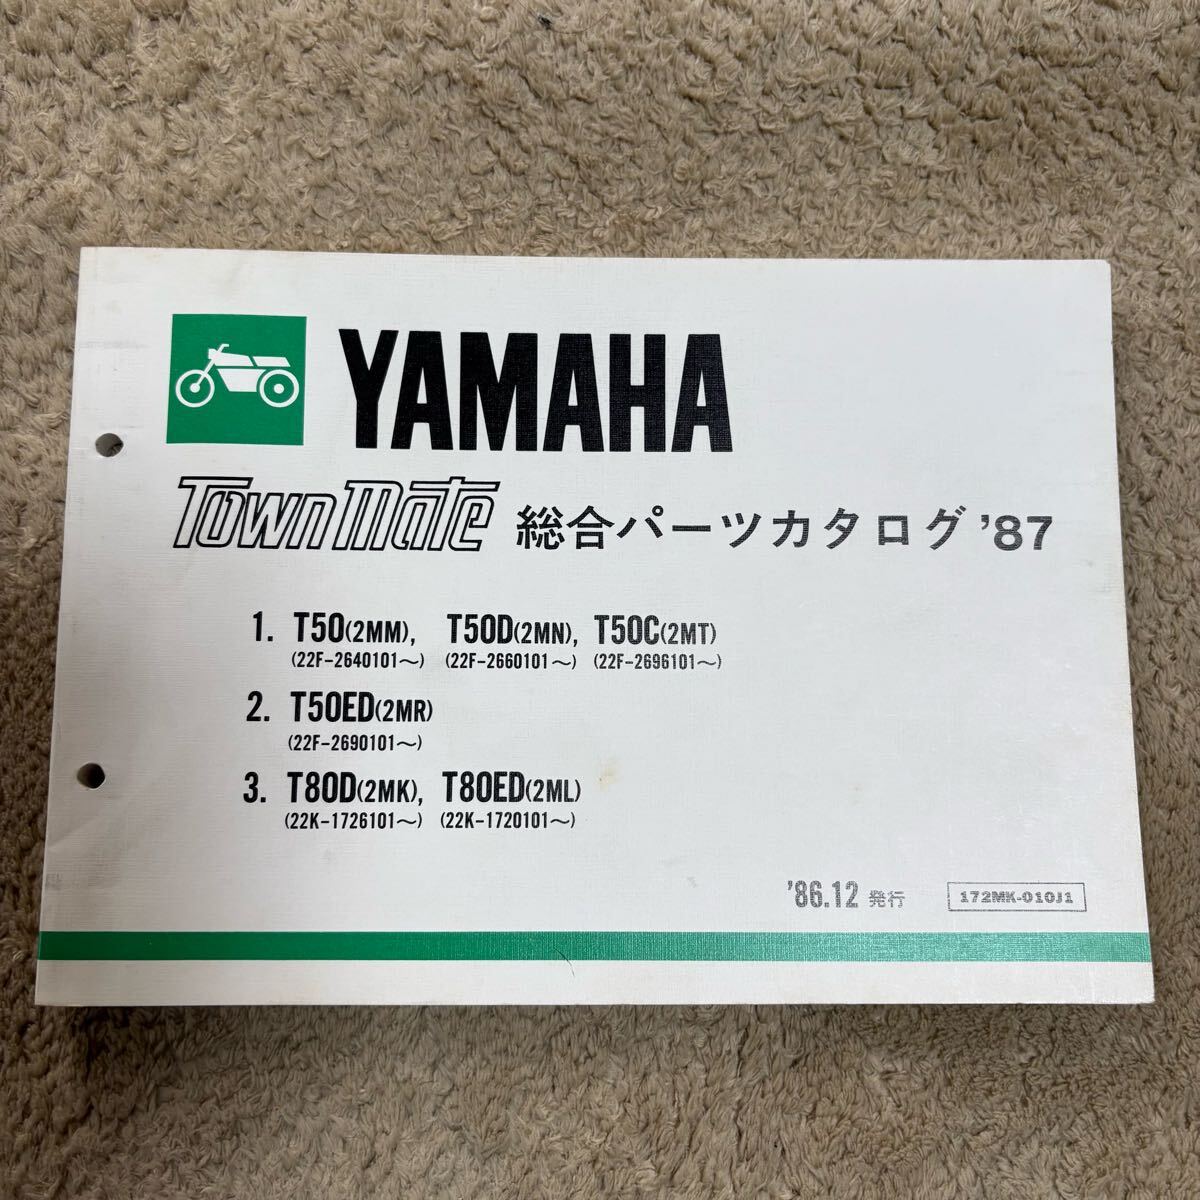 YAMAHA
TownMate 総合パーツカタログ'87
1. T50(2MM), T50D(2MN), T50C(2MT)
(22F-2640101～) (22F-2660101～) (22F-2696101～)
2. T50ED(2MR)
(22F-2690101～)
3. T80D(2MK), T80ED(2ML)
(22K-1726101～) (22K-1720101～)
'86.12 発行 172MK-010J1